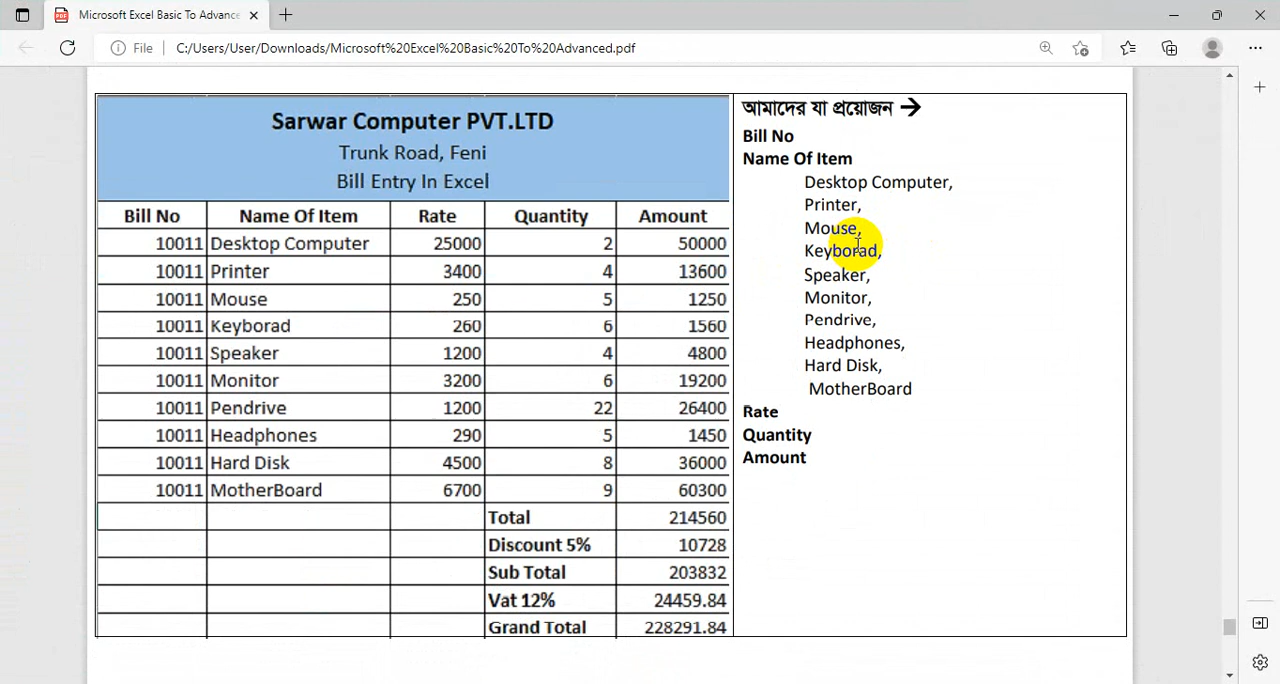 Microsoft Excel Basic To Advance
File
C:/Users/User/Downloads/Microsoft%20Excel%20Basic%20To%20Advanced.pdf
Sarwar Computer PVT.LTD
Trunk Road, Feni
Bill Entry In Excel
Bill No Name Of Item Rate Quantity Amount
10011 Desktop Computer 25000 2 50000
10011 Printer 3400 4 13600
10011 Mouse 250 5 1250
10011 Keyborad 260 6 1560
10011 Speaker 1200 4 4800
10011 Monitor 3200 6 19200
10011 Pendrive 1200 22 26400
10011 Headphones 290 5 1450
10011 Hard Disk 4500 8 36000
10011 MotherBoard 6700 9 60300
Total 214560
Discount 5% 10728
Sub Total 203832
Vat 12% 24459.84
Grand Total 228291.84
আমাদের যা প্রয়োজন →
Bill No
Name Of Item
Desktop Computer,
Printer,
Mouse,
Keyborad,
Speaker,
Monitor,
Pendrive,
Headphones,
Hard Disk,
MotherBoard
Rate
Quantity
Amount